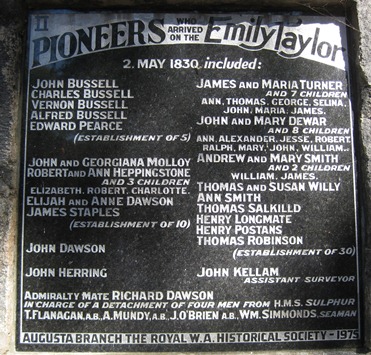 II
PIONEERS WHO ARRIVED ON THE Emily Taylor
2. MAY 1830, included:
JOHN BUSSELL
CHARLES BUSSELL
VERNON BUSSELL
ALFRED BUSSELL
EDWARD PEARCE
(ESTABLISHMENT OF 5)
JOHN AND GEORGIANA MOLLOY
ROBERT AND ANN HEPPINGSTONE
AND 3 CHILDREN
ELIZABETH. ROBERT. CHARLOTTE.
ELIJAH AND ANNE DAWSON
JAMES STAPLES
(ESTABLISHMENT OF 10)
JOHN DAWSON
JOHN HERRING
JAMES AND MARIA TURNER
AND 7 CHILDREN
ANN, THOMAS, GEORGE, SELINA,
JOHN, MARIA, JAMES.
JOHN AND MARY DEWAR
AND 8 CHILDREN
ANN, ALEXANDER, JESSE, ROBERT,
RALPH, MARY, JOHN, WILLIAM..
ANDREW AND MARY SMITH
AND 2 CHILDREN
WILLIAM, JAMES.
THOMAS AND SUSAN WILLY
ANN SMITH
THOMAS SALKILLD
HENRY LONGMATE
HENRY POSTANS
THOMAS ROBINSON
(ESTABLISHMENT OF 30)
JOHN KELLAM
ASSISTANT SURVEYOR
ADMIRALTY MATE RICHARD DAWSON
IN CHARGE OF A DETACHMENT OF FOUR MEN FROM H.M.S. SULPHUR
T. FLANAGAN, A.B., A. MUNDY, A.B., J. O'BRIEN A.B., WM. SIMMONDS, SEAMAN
AUGUSTA BRANCH THE ROYAL W.A. HISTORICAL SOCIETY - 1975